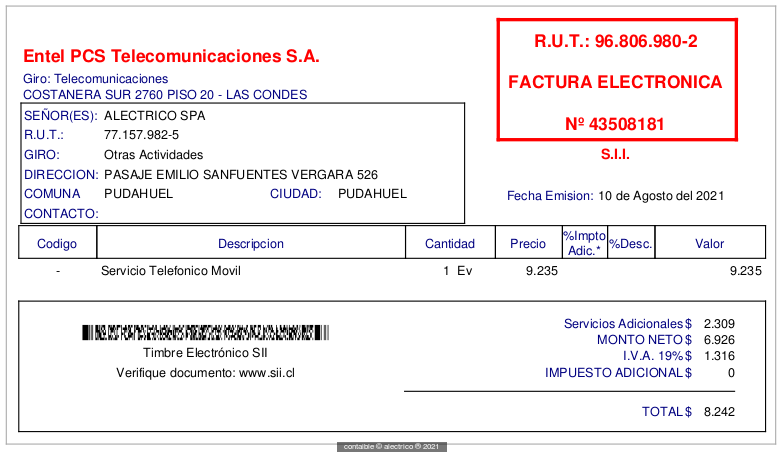 Entel PCS Telecomunicaciones S.A.
Giro: Telecomunicaciones
COSTANERA SUR 2760 PISO 20 - LAS CONDES
R.U.T.: 96.806.980-2
FACTURA ELECTRONICA
Nº 43508181
S.I.I.
Fecha Emision: 10 de Agosto del 2021
SEÑOR(ES): ALECTRICO SPA
R.U.T.: 77.157.982-5
GIRO: Otras Actividades
DIRECCION: PASAJE EMILIO SANFUENTES VERGARA 526
COMUNA PUDAHUEL CIUDAD: PUDAHUEL
CONTACTO:
Codigo Descripcion Cantidad Precio %Impto Adic.* %Desc. Valor
- Servicio Telefonico Movil 1 Ev 9.235 9.235
Timbre Electrónico SII
Verifique documento: www.sii.cl
Servicios Adicionales $ 2.309
MONTO NETO $ 6.926
I.V.A. 19% $ 1.316
IMPUESTO ADICIONAL $ 0
TOTAL $ 8.242
contaible © alectrico ® 2021